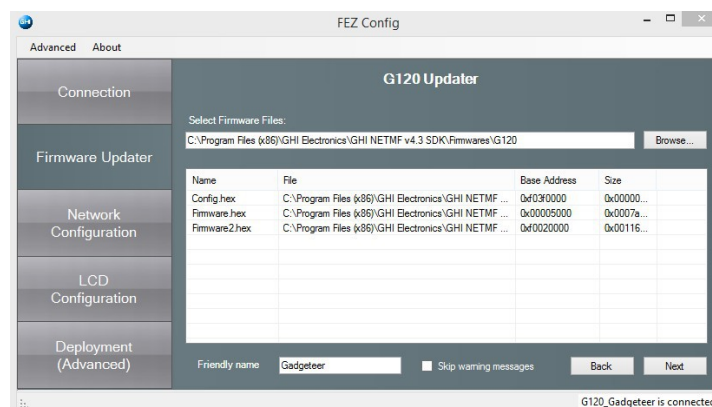 GHI
FEZ Config
Advanced About
Connection
Firmware Updater
Network
Configuration
LCD
Configuration
Deployment
(Advanced)
G120 Updater
Select Firmware Files:
C:\Program Files (x86)\GHI Electronics\GHI NETMF v4.3 SDK\Firmwares\G120 Browse...
Name File Base Address Size
Config.hex C:\Program Files (x86)\GHI Electronics\GHI NETMF ... 0xf03f0000 0x00000...
Firmware.hex C:\Program Files (x86)\GHI Electronics\GHI NETMF ... 0x00005000 0x0007a...
Firmware2.hex C:\Program Files (x86)\GHI Electronics\GHI NETMF ... 0xf0020000 0x00116...
Friendly name Gadgeteer Skip warning messages Back Next
G120_Gadgeteer is connected